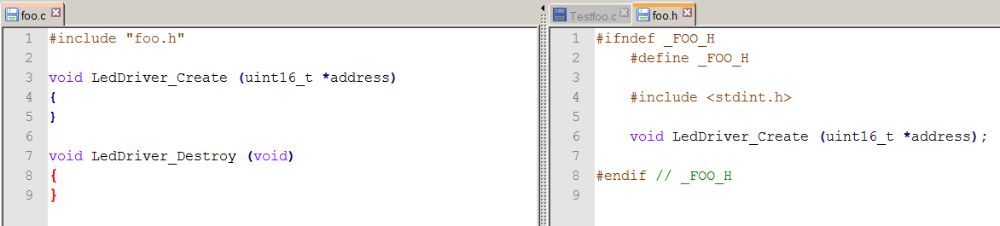 foo.c
1 #include "foo.h"
2
3 void LedDriver_Create (uint16_t *address)
4 {
5 }
6
7 void LedDriver_Destroy (void)
8 {
9 }
Testfoo.c foo.h
1 #ifndef _FOO_H
2     #define _FOO_H
3
4     #include <stdint.h>
5
6     void LedDriver_Create (uint16_t *address);
7
8 #endif // _FOO_H
9